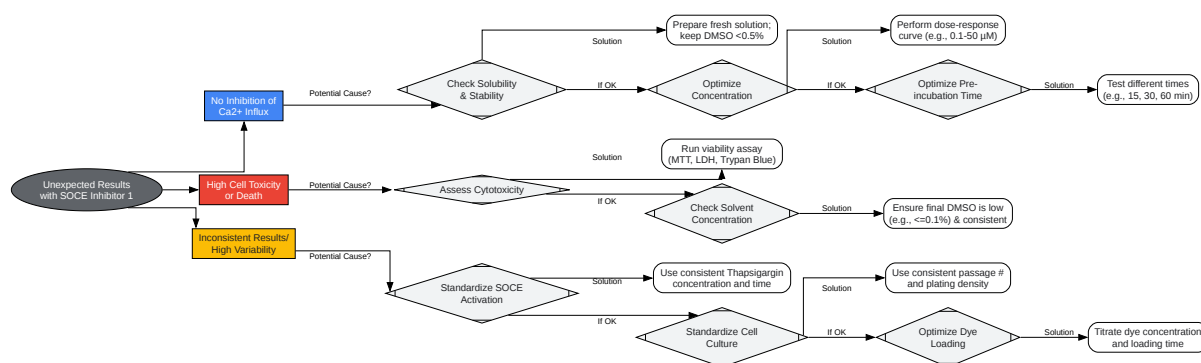 Prepare fresh solution;
keep DMSO <0.5%
Perform dose-response
curve (e.g., 0.1-50 µM)
Solution
Solution
Check Solubility
& Stability
If OK
Optimize
Concentration
If OK
Optimize Pre-
incubation Time
Solution
Test different times
(e.g., 15, 30, 60 min)
No Inhibition of
Ca2+ Influx
Potential Cause?
Run viability assay
(MTT, LDH, Trypan Blue)
Solution
Unexpected Results
with SOCE Inhibitor 1
High Cell Toxicity
or Death
Potential Cause?
Assess Cytotoxicity
If OK
Check Solvent
Concentration
Solution
Ensure final DMSO is low
(e.g., <=0.1%) & consistent
Inconsistent Results/
High Variability
Potential Cause?
Standardize SOCE
Activation
Solution
Use consistent Thapsigargin
concentration and time
Solution
Use consistent passage #
and plating density
If OK
Standardize Cell
Culture
If OK
Optimize Dye
Loading
Solution
Titrate dye concentration
and loading time